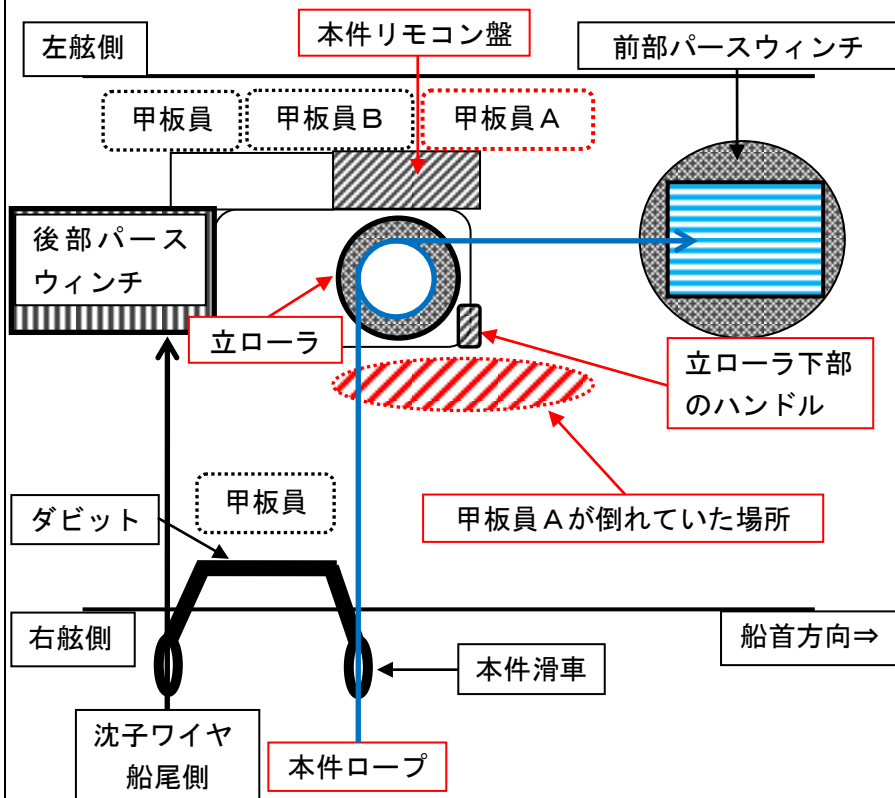 本件リモコン盤
前部パースウィンチ
左舷側
甲板員
甲板員B
甲板員A
後部パース
ウィンチ
立ローラ
立ローラ下部
のハンドル
甲板員
ダビット
甲板員Aが倒れていた場所
右舷側
船首方向⇒
本件滑車
沈子ワイヤ
船尾側
本件ロープ